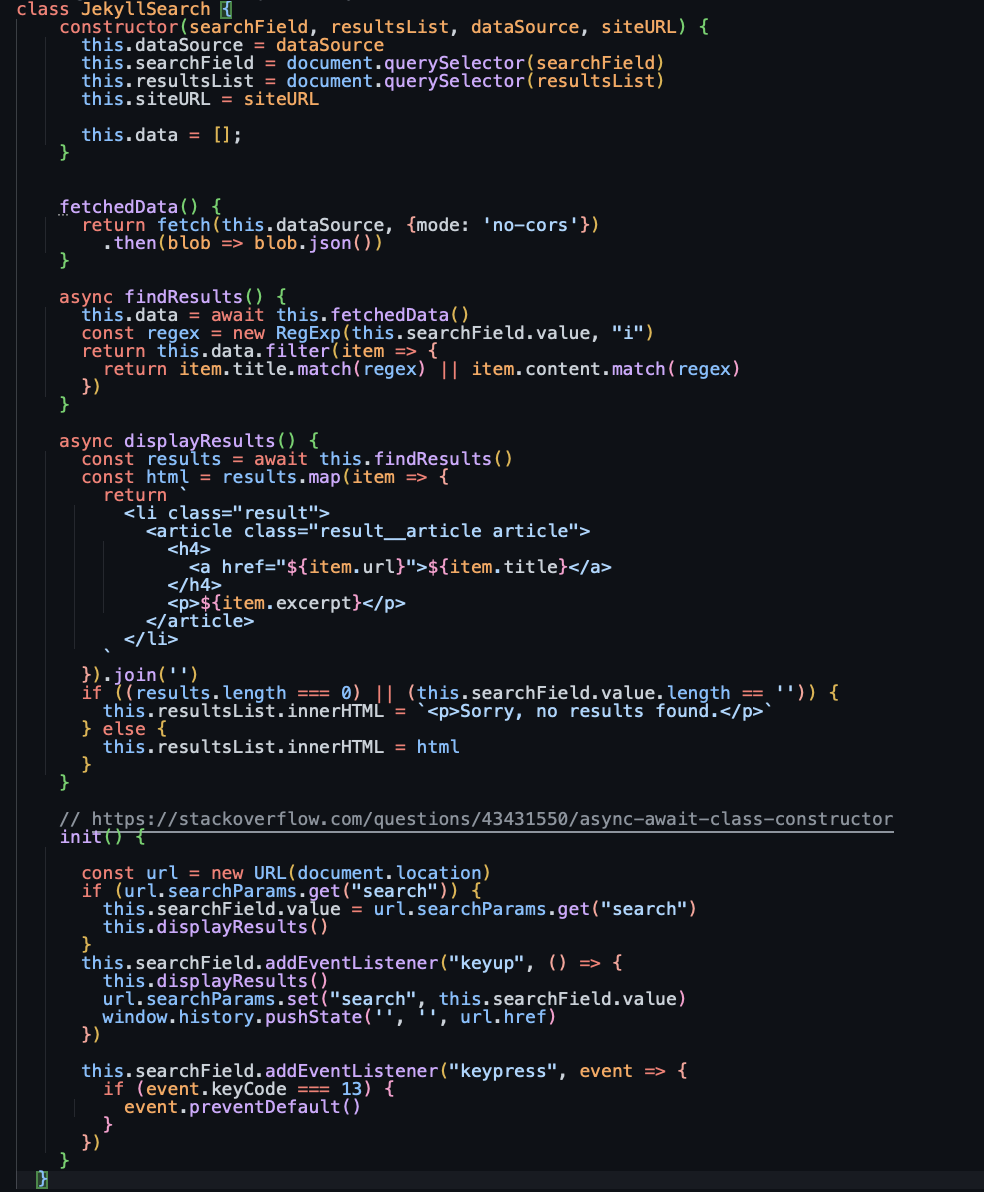 class JekyllSearch {
constructor(searchField, resultsList, dataSource, siteURL) {
this.dataSource = dataSource
this.searchField = document.querySelector(searchField)
this.resultsList = document.querySelector(resultsList)
this.siteURL = siteURL
this.data = [];
}
fetchedData() {
return fetch(this.dataSource, {mode: 'no-cors'})
.then(blob => blob.json())
}
async findResults() {
this.data = await this.fetchedData()
const regex = new RegExp(this.searchField.value, "i")
return this.data.filter(item => {
return item.title.match(regex) || item.content.match(regex)
})
}
async displayResults() {
const results = await this.findResults()
const html = results.map(item => {
return `
<li class="result">
<article class="result__article article">
<h4>
<a href="${item.url}">${item.title}</a>
</h4>
<p>${item.excerpt}</p>
</article>
</li>
`
}).join('')
if ((results.length === 0) || (this.searchField.value.length == '')) {
this.resultsList.innerHTML = `<p>Sorry, no results found.</p>`
} else {
this.resultsList.innerHTML = html
}
}
// https://stackoverflow.com/questions/43431550/async-await-class-constructor
init() {
const url = new URL(document.location)
if (url.searchParams.get("search")) {
this.searchField.value = url.searchParams.get("search")
this.displayResults()
}
this.searchField.addEventListener("keyup", () => {
this.displayResults()
url.searchParams.set("search", this.searchField.value)
window.history.pushState('', '', url.href)
})
this.searchField.addEventListener("keypress", event => {
if (event.keyCode === 13) {
event.preventDefault()
}
})
}
}